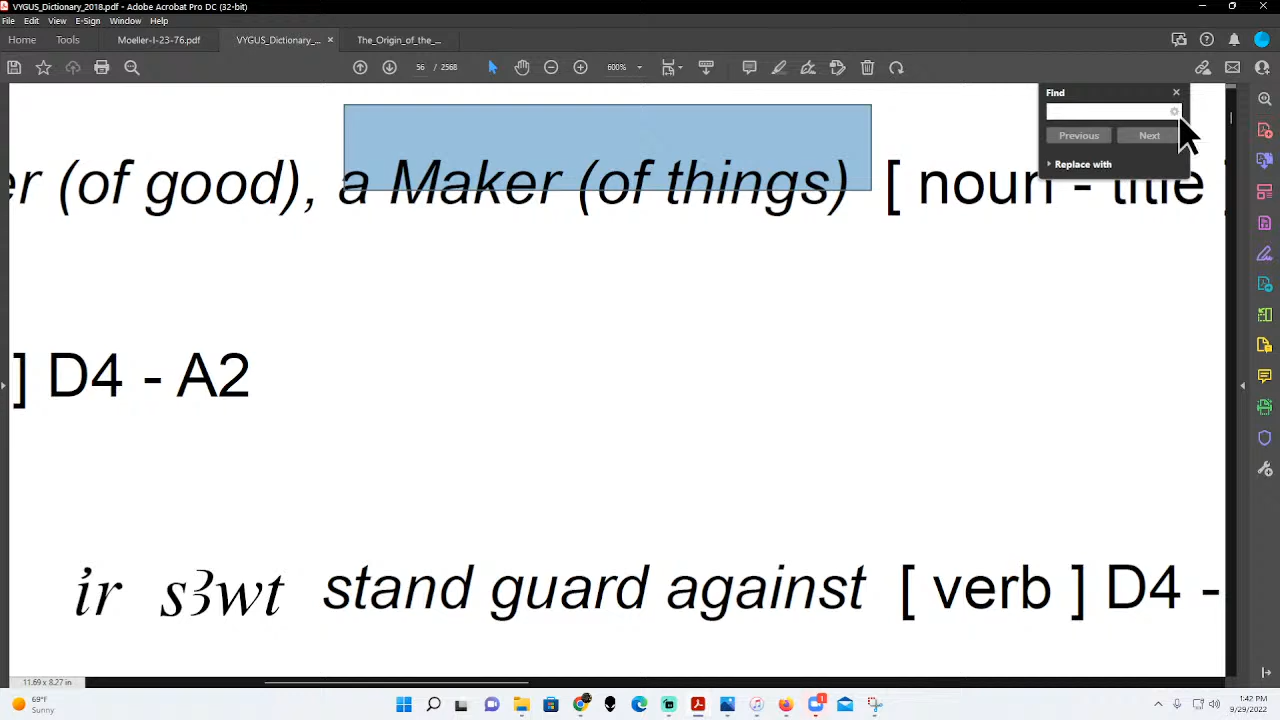 VYGUS_Dictionary_2018.pdf - Adobe Acrobat Pro DC (32-bit)
File Edit View E-Sign Window Help
Home Tools Moeller-I-23-76.pdf VYGUS_Dictionary_... × The_Origin_of_the_...
56 / 2568 600%
Find
Previous Next
Replace with
er (of good), a Maker (of things) [ noun - title ]
] D4 - A2
ir s3wt stand guard against [ verb ] D4 -
11.69 x 8.27 in
69°F
Sunny
1
1:42 PM
9/29/2022